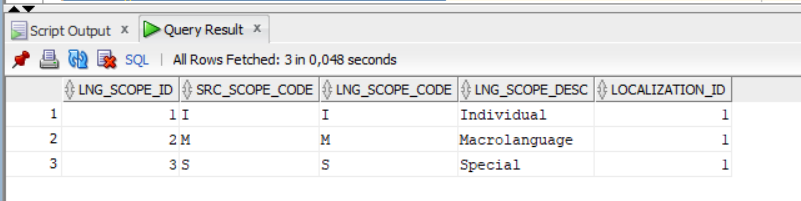 Script Output x Query Result x
SQL | All Rows Fetched: 3 in 0,048 seconds
LNG_SCOPE_ID SRC_SCOPE_CODE LNG_SCOPE_CODE LNG_SCOPE_DESC LOCALIZATION_ID
1 1 I I Individual 1
2 2 M M Macrolanguage 1
3 3 S S Special 1